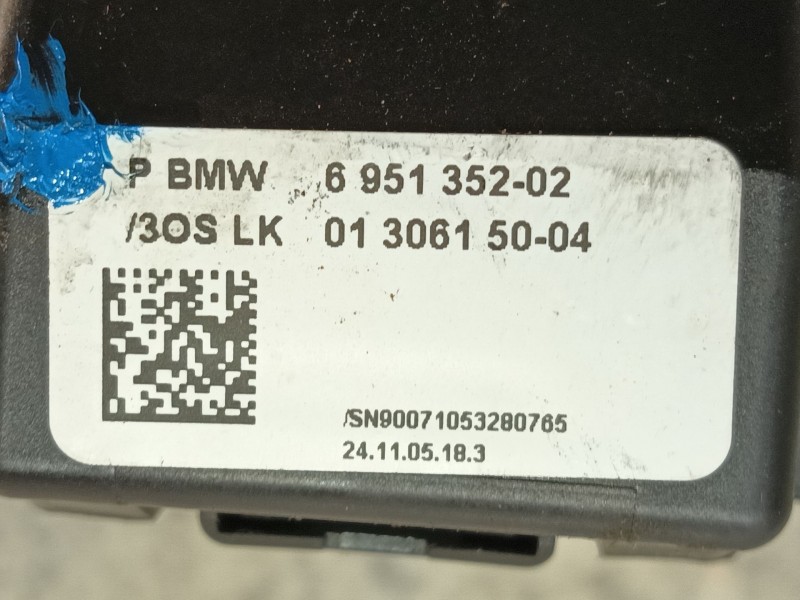 P BMW 6 951 352-02
/3OS LK 01 3061 50-04
/SN90071053280765
24.11.05.18.3